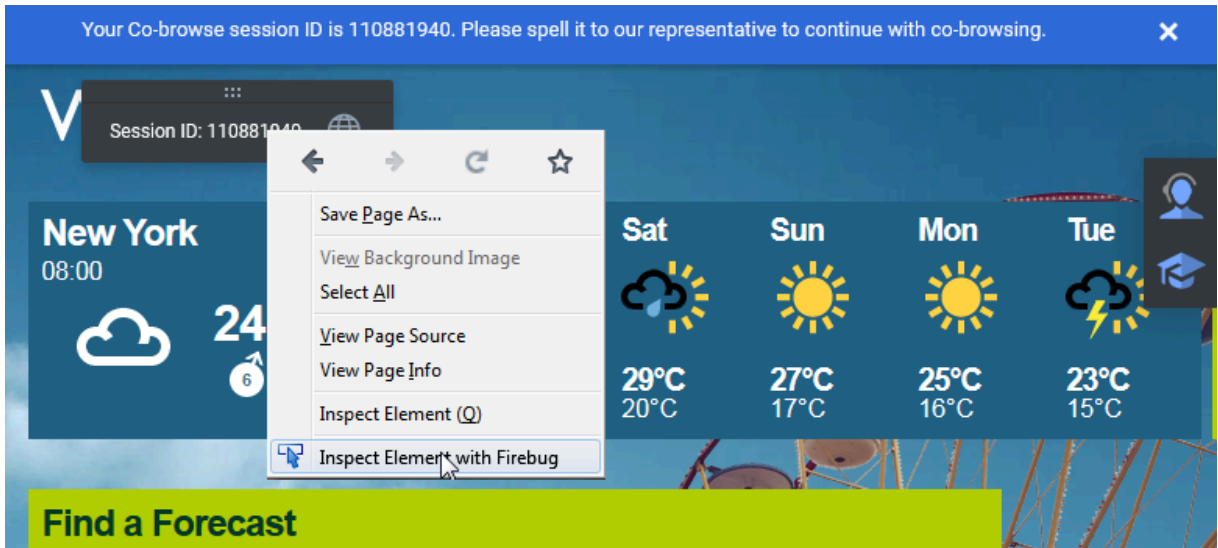 Your Co-browse session ID is 110881940. Please spell it to our representative to continue with co-browsing.
V
Session ID: 110881940
Save Page As...
View Background Image
Select All
View Page Source
View Page Info
Inspect Element (Q)
Inspect Element with Firebug
New York
08:00
24
6
Sat Sun Mon Tue
29°C 27°C 25°C 23°C
20°C 17°C 16°C 15°C
Find a Forecast